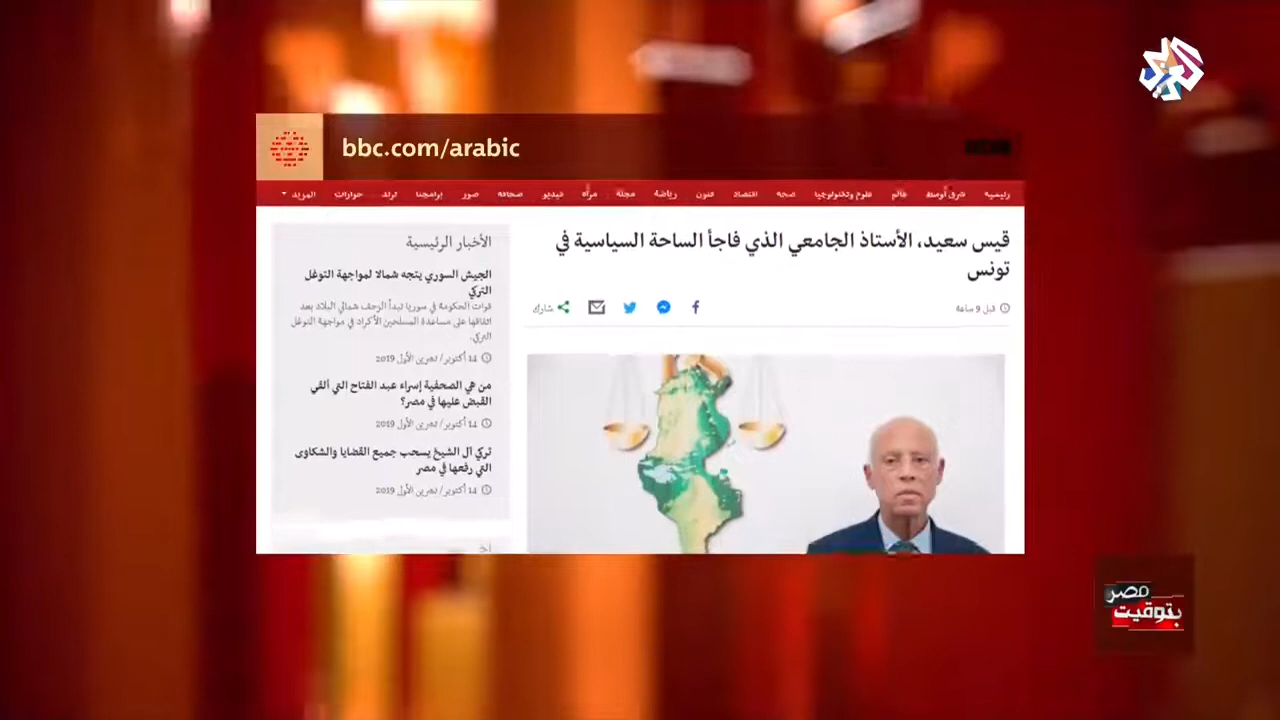 bbc.com/arabic
رئيسية شرق أوسط عالم علوم وتكنولوجيا صحة اقتصاد فنون رياضة مجلة مرأة فيديو صحافة صور برامجنا ترند حوارات المزيد
قيس سعيد، الأستاذ الجامعي الذي فاجأ الساحة السياسية في
تونس
قبل 9 ساعة
شارك
الأخبار الرئيسية
الجيش السوري يتجه شمالا لمواجهة التوغل
التركي
قوات الحكومة في سوريا تبدأ الزحف شمالي البلاد بعد
اتفاقها على مساعدة المسلحين الأكراد في مواجهة التوغل
التركي.
14 أكتوبر/ تشرين الأول 2019
من هي الصحفية إسراء عبد الفتاح التي ألقي
القبض عليها في مصر؟
14 أكتوبر/ تشرين الأول 2019
تركي آل الشيخ يسحب جميع القضايا والشكاوى
التي رفعها في مصر
14 أكتوبر/ تشرين الأول 2019
مصر
بتوقيت